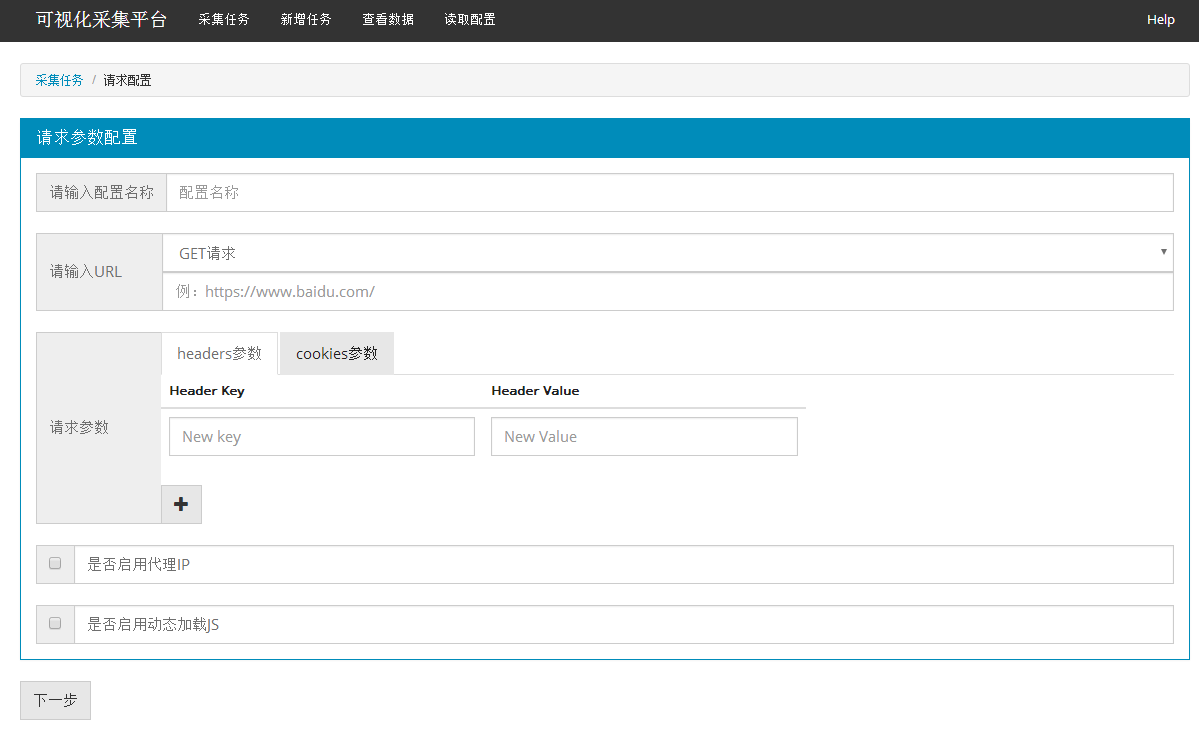 可视化采集平台 采集任务 新增任务 查看数据 读取配置 Help
采集任务 / 请求配置
请求参数配置
请输入配置名称 配置名称
GET请求
请输入URL
例：https://www.baidu.com/
headers参数 cookies参数
Header Key Header Value
请求参数
New key New Value
是否启用代理IP
是否启用动态加载JS
下一步